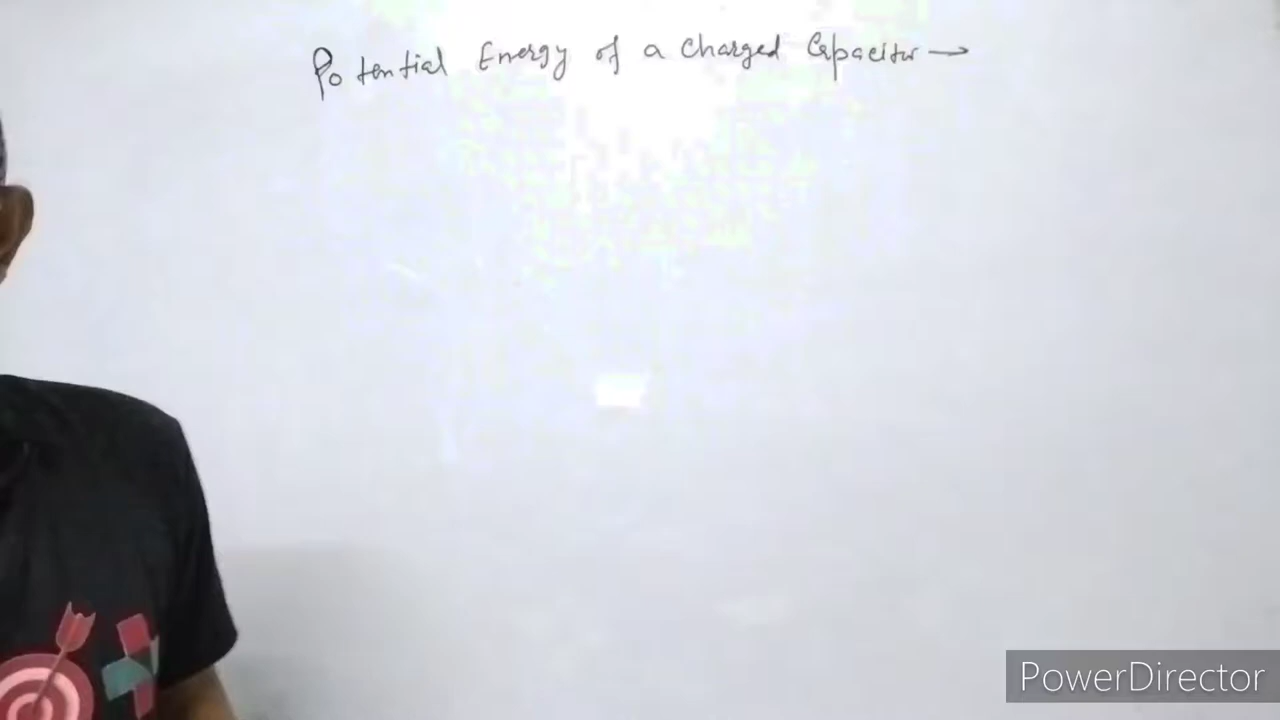 Potential Energy of a Charged Capacitor →
PowerDirector